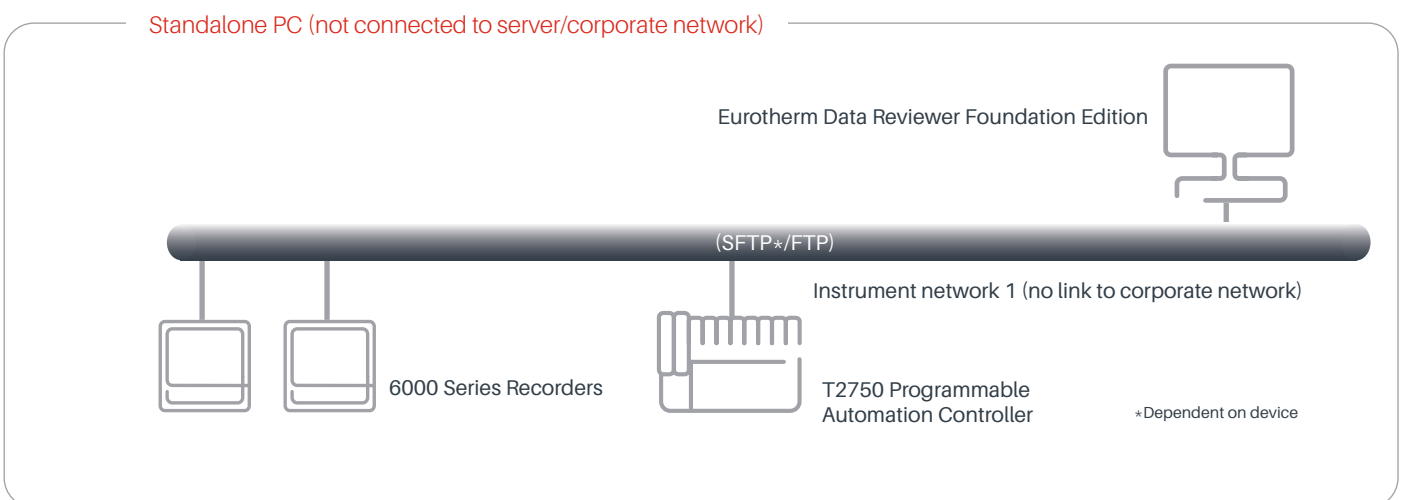 Standalone PC (not connected to server/corporate network)
Eurotherm Data Reviewer Foundation Edition
(SFTP*/FTP)
Instrument network 1 (no link to corporate network)
6000 Series Recorders
T2750 Programmable
Automation Controller
*Dependent on device